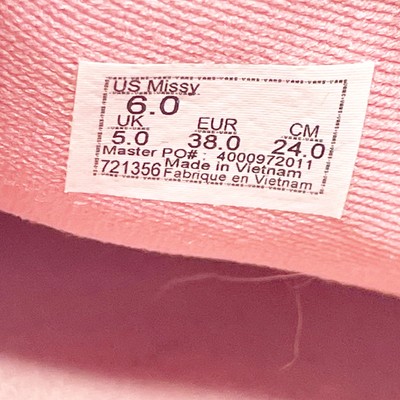 US Missy
6.0
UK EUR CM
5.0 38.0 24.0
Master PO# : 4000972011
Made in Vietnam
721356 Fabrique en Vietnam